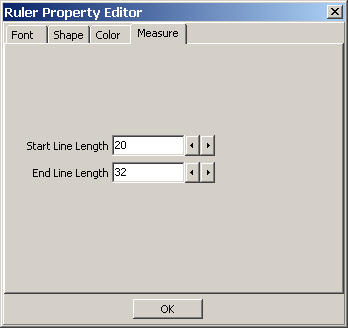 Ruler Property Editor
Font Shape Color Measure
Start Line Length 20
End Line Length 32
OK